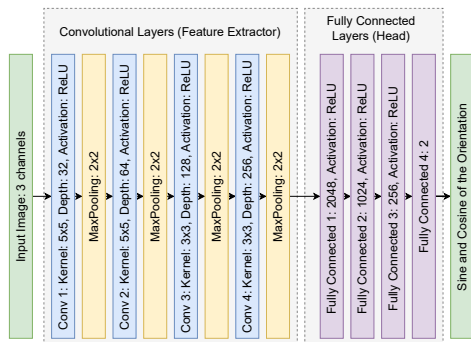 Convolutional Layers (Feature Extractor)
Fully Connected
Layers (Head)
Input Image: 3 channels
Conv 1: Kernel: 5x5, Depth: 32, Activation: ReLU
MaxPooling: 2x2
Conv 2: Kernel: 5x5, Depth: 64, Activation: ReLU
MaxPooling: 2x2
Conv 3: Kernel: 3x3, Depth: 128, Activation: ReLU
MaxPooling: 2x2
Conv 4: Kernel: 3x3, Depth: 256, Activation: ReLU
MaxPooling: 2x2
Fully Connected 1: 2048, Activation: ReLU
Fully Connected 2: 1024, Activation: ReLU
Fully Connected 3: 256, Activation: ReLU
Fully Connected 4: 2
Sine and Cosine of the Orientation